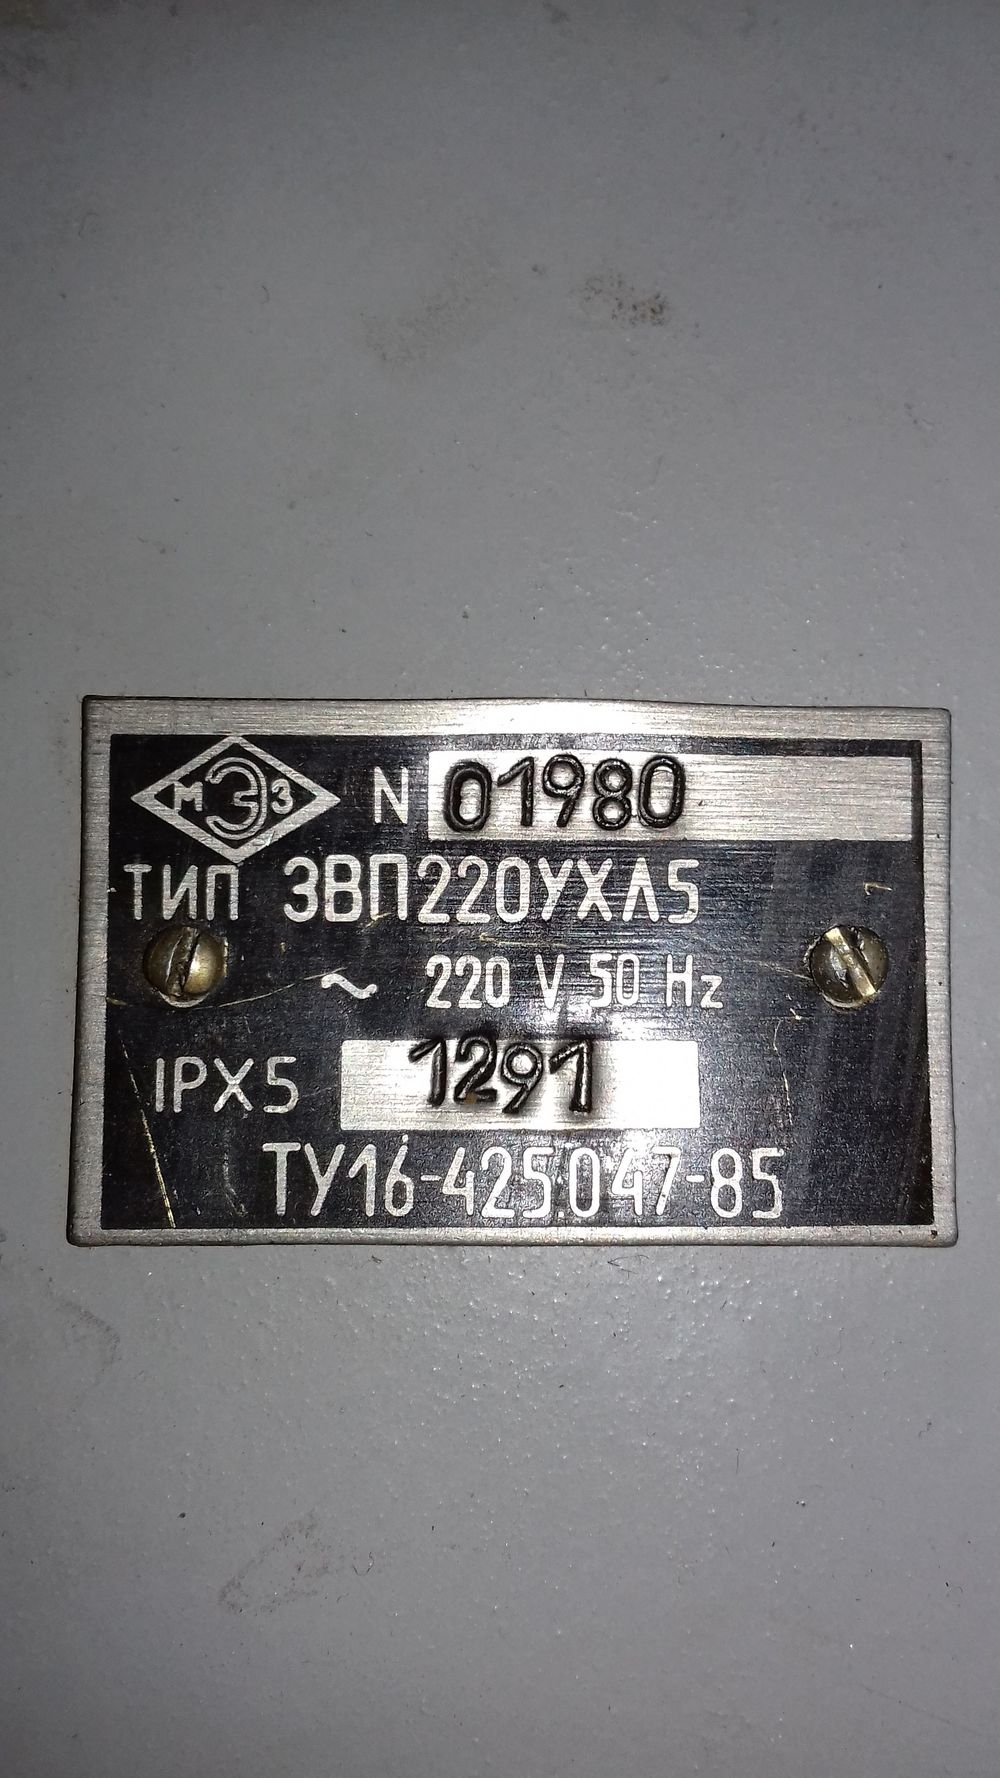 МЭЗ N 01980
ТИП ЗВП220УХЛ5
~ 220 V 50 Hz
IPX5 1291
ТУ16-425.047-85